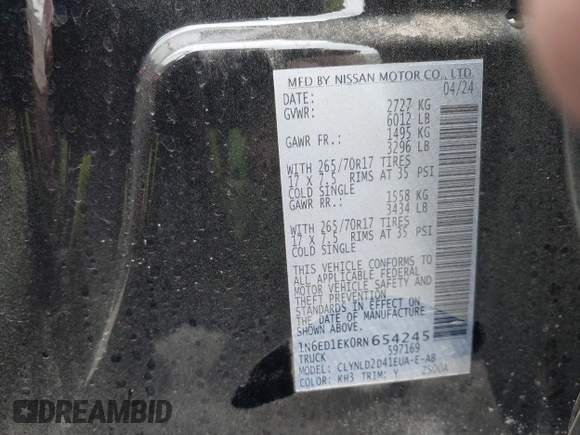 MFD BY NISSAN MOTOR CO., LTD.
DATE: 04/24
GVWR: 2727 KG
6012 LB
GAWR FR.: 1495 KG
3296 LB
WITH 265/70R17 TIRES
17 X 7.5 RIMS AT 35 PSI
COLD SINGLE
GAWR RR.: 1558 KG
3434 LB
WITH 265/70R17 TIRES
17 X 7.5 RIMS AT 35 PSI
COLD SINGLE
THIS VEHICLE CONFORMS TO
ALL APPLICABLE FEDERAL
MOTOR VEHICLE SAFETY AND
THEFT PREVENTION
STANDARDS IN EFFECT ON
THE DATE OF MANUFACTURE
SHOWN ABOVE.
1N6ED1EK0RN654245
TRUCK S97169
MODEL: CLYNLD2D41EUA-E-AB
COLOR: KH3 TRIM: Y ZS00A
DREAMBID